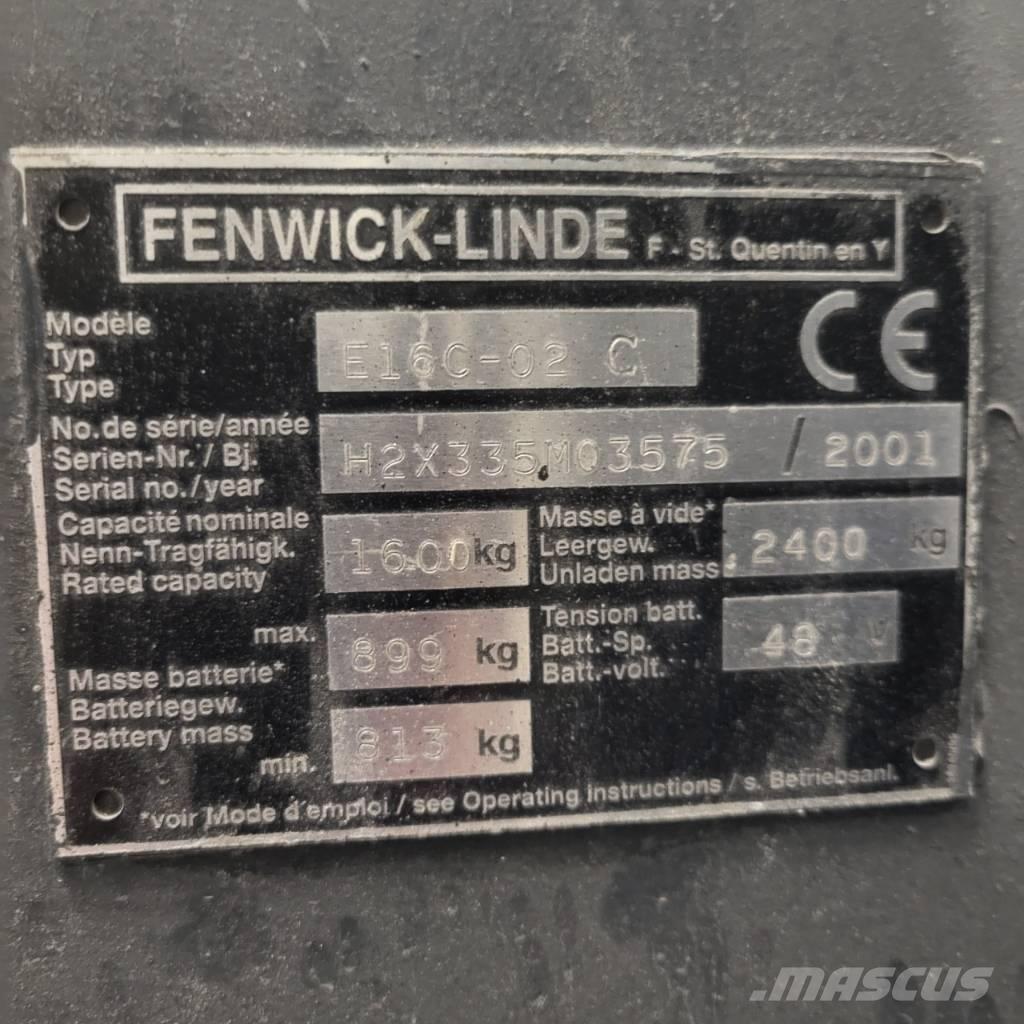 FENWICK-LINDE F - St. Quentin en Y
Modèle
Typ
Type
E16C-02 C
CE
No.de série/année
Serien-Nr./Bj.
Serial no./year
H2X335M03575 / 2001
Capacité nominale
Nenn-Tragfähigk.
Rated capacity
1600 kg
Masse à vide*
Leergew.
Unladen mass
2400 kg
max.
899 kg
Tension batt.
Batt.-Sp.
Batt.-volt.
48 V
Masse batterie*
Batteriegew.
Battery mass
min.
813 kg
*voir Mode d'emploi / see Operating instructions / s. Betriebsanl.
.MASCUS